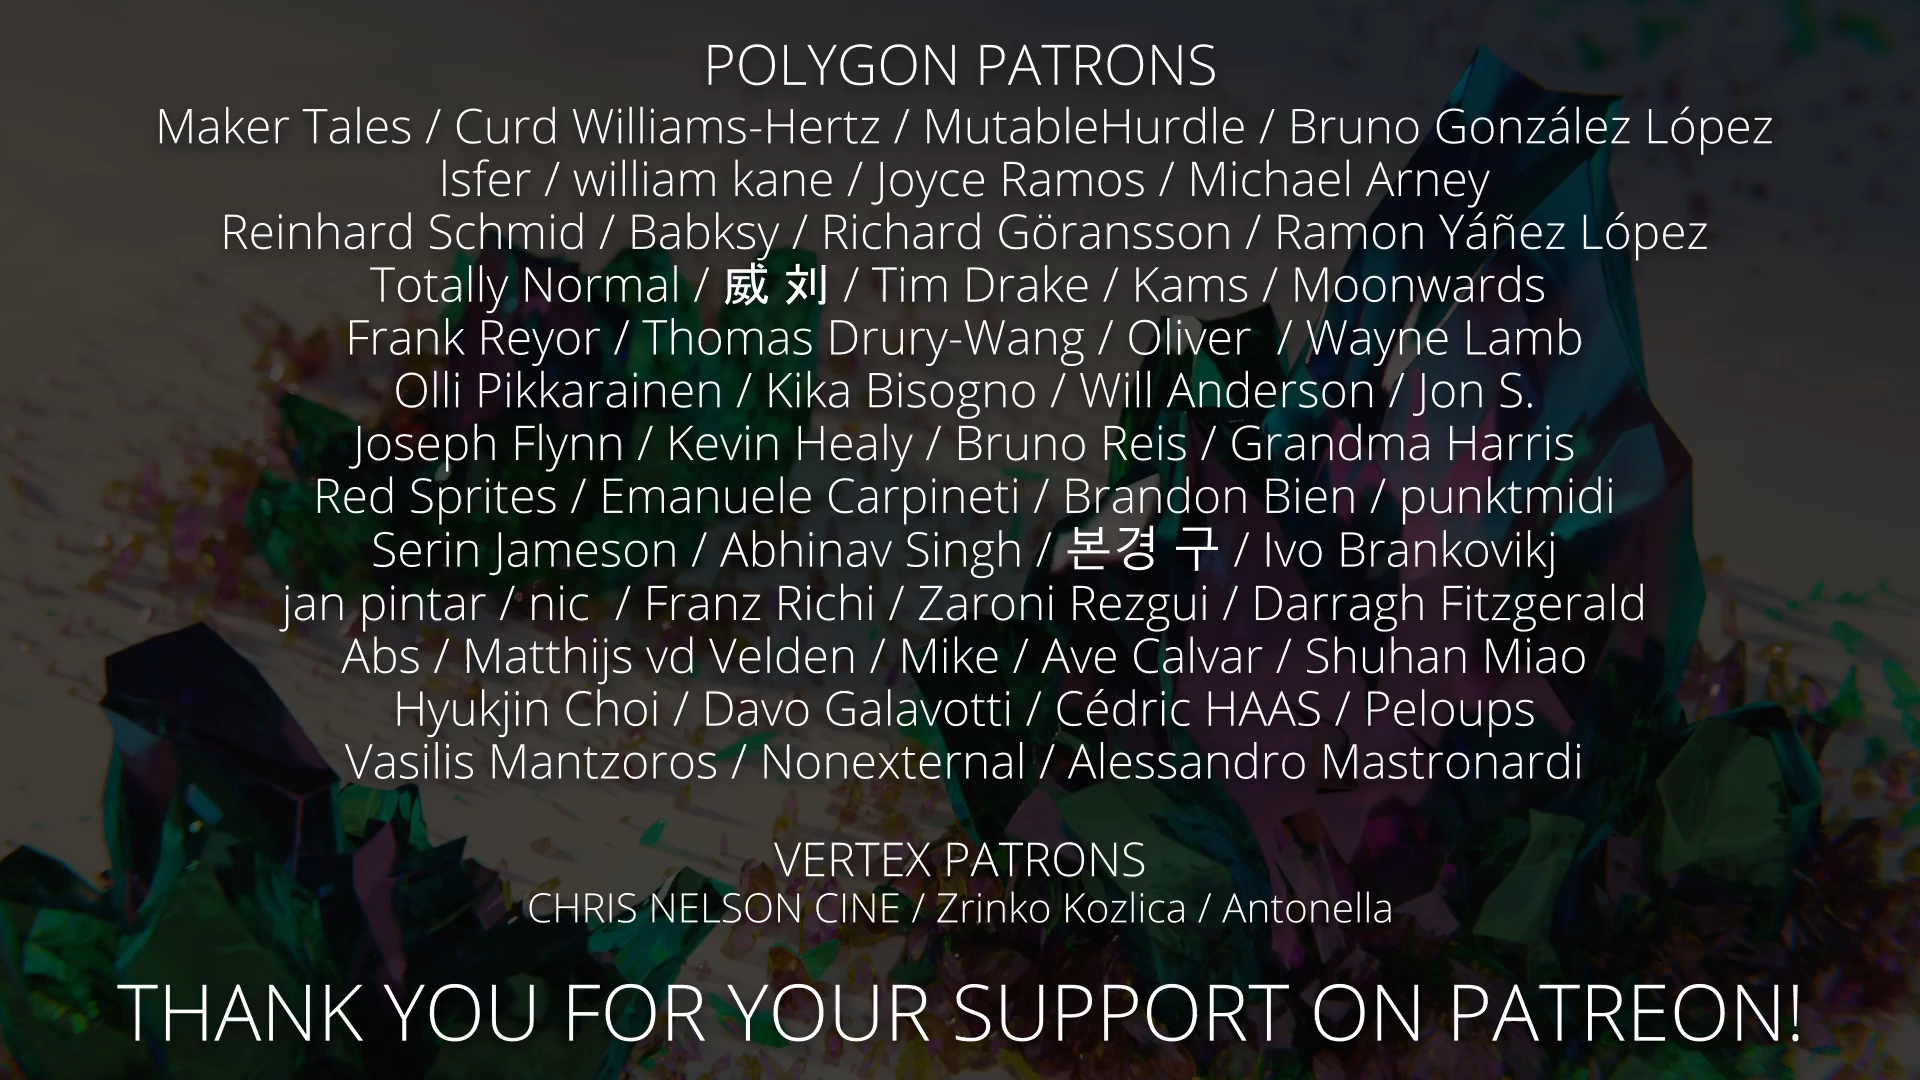 POLYGON PATRONS
Maker Tales / Curd Williams-Hertz / MutableHurdle / Bruno González López
lsfer / william kane / Joyce Ramos / Michael Arney
Reinhard Schmid / Babksy / Richard Göransson / Ramon Yáñez López
Totally Normal / 威 刘 / Tim Drake / Kams / Moonwards
Frank Reyor / Thomas Drury-Wang / Oliver  / Wayne Lamb
Olli Pikkarainen / Kika Bisogno / Will Anderson / Jon S.
Joseph Flynn / Kevin Healy / Bruno Reis / Grandma Harris
Red Sprites / Emanuele Carpineti / Brandon Bien / punktmidi
Serin Jameson / Abhinav Singh / 본경 구 / Ivo Brankovikj
jan pintar / nic  / Franz Richi / Zaroni Rezgui / Darragh Fitzgerald
Abs / Matthijs vd Velden / Mike / Ave Calvar / Shuhan Miao
Hyukjin Choi / Davo Galavotti / Cédric HAAS / Peloups
Vasilis Mantzoros / Nonexternal / Alessandro Mastronardi
VERTEX PATRONS
CHRIS NELSON CINE / Zrinko Kozlica / Antonella
THANK YOU FOR YOUR SUPPORT ON PATREON!